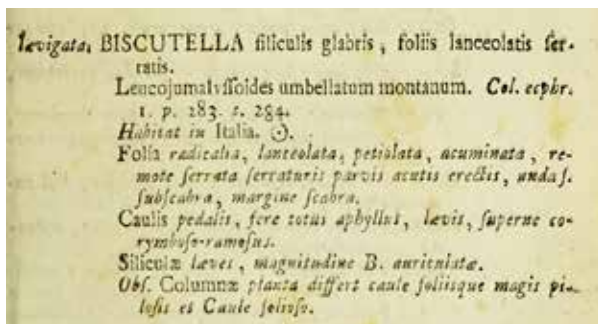 lævigata. BISCUTELLA siliculis glabris, foliis lanceolatis ser-
ratis.
Leucojumalyssoides umbellatum montanum. Col. ecphr.
1. p. 283. t. 284.
Habitat in Italia. ☉.
Folia radicalia, lanceolata, petiolata, acuminata, re-
mote serrata serraturis parvis acutis erectis, unda s.
subscabra, margine scabra.
Caulis pedalis, fere totus aphyllus, lævis, superne co-
rymboso-ramosus.
Siliculæ læves, magnitudine B. auriculatæ.
Obs. Columnæ planta differt caule foliisque magis pi-
losis et Caule folioso.